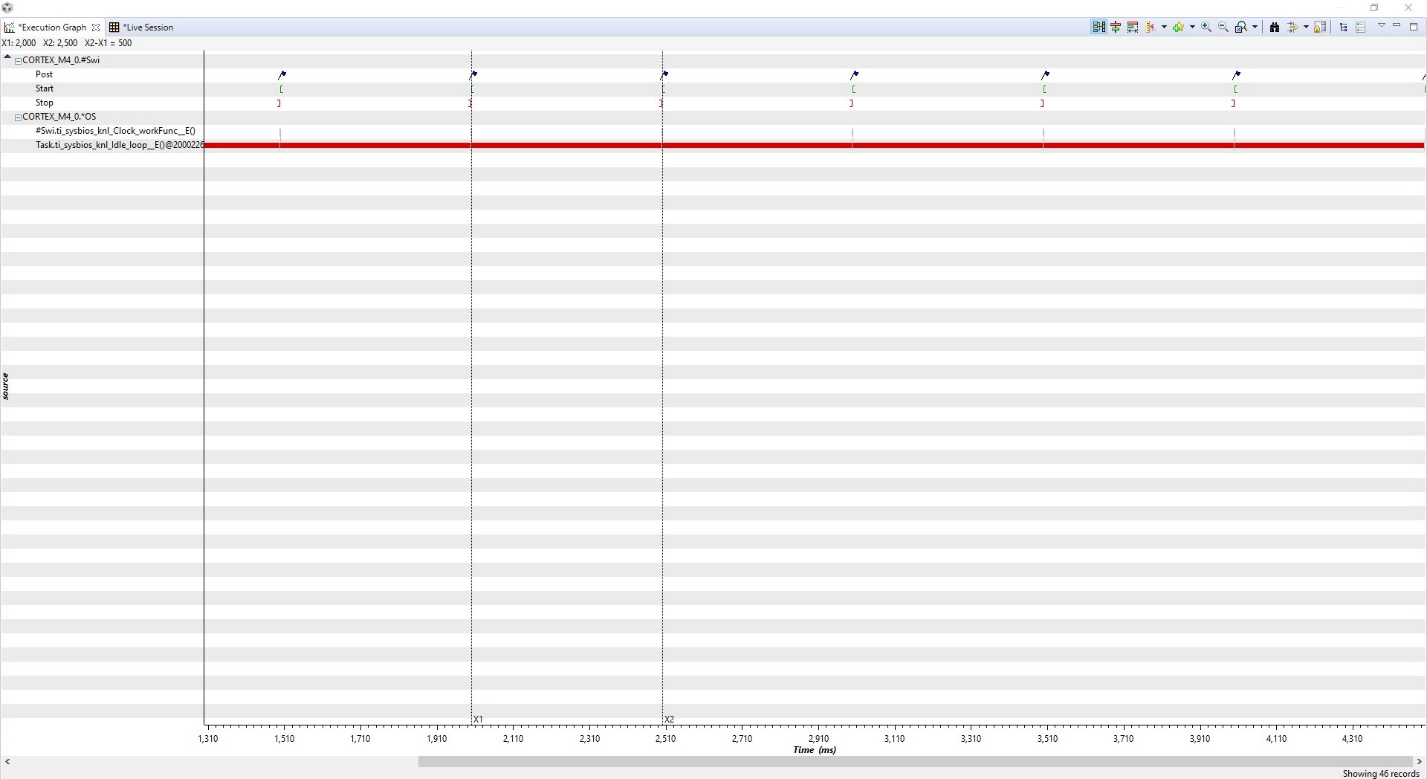 *Execution Graph *Live Session
X1: 2,000 X2: 2,500 X2-X1 = 500
CORTEX_M4_0.#Swi
Post
Start
Stop
CORTEX_M4_0.*OS
#Swi.ti_sysbios_knl_Clock_workFunc__E()
Task.ti_sysbios_knl_Idle_loop__E()@2000226
source
X1 X2
1,310 1,510 1,710 1,910 2,110 2,310 2,510 2,710 2,910 3,110 3,310 3,510 3,710 3,910 4,110 4,310
Time (ms)
Showing 46 records